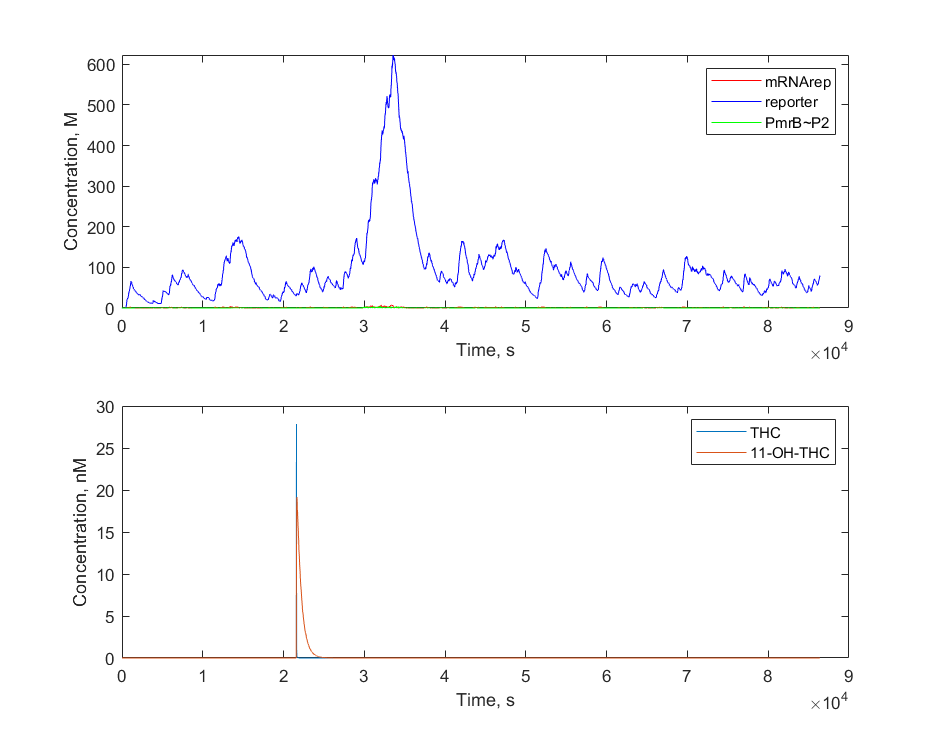 600
500
400
300
200
100
0
Concentration, M
mRNArep
reporter
PmrB~P2
0 1 2 3 4 5 6 7 8 9
Time, s
×10^4
30
25
20
15
10
5
0
Concentration, nM
THC
11-OH-THC
0 1 2 3 4 5 6 7 8 9
Time, s
×10^4